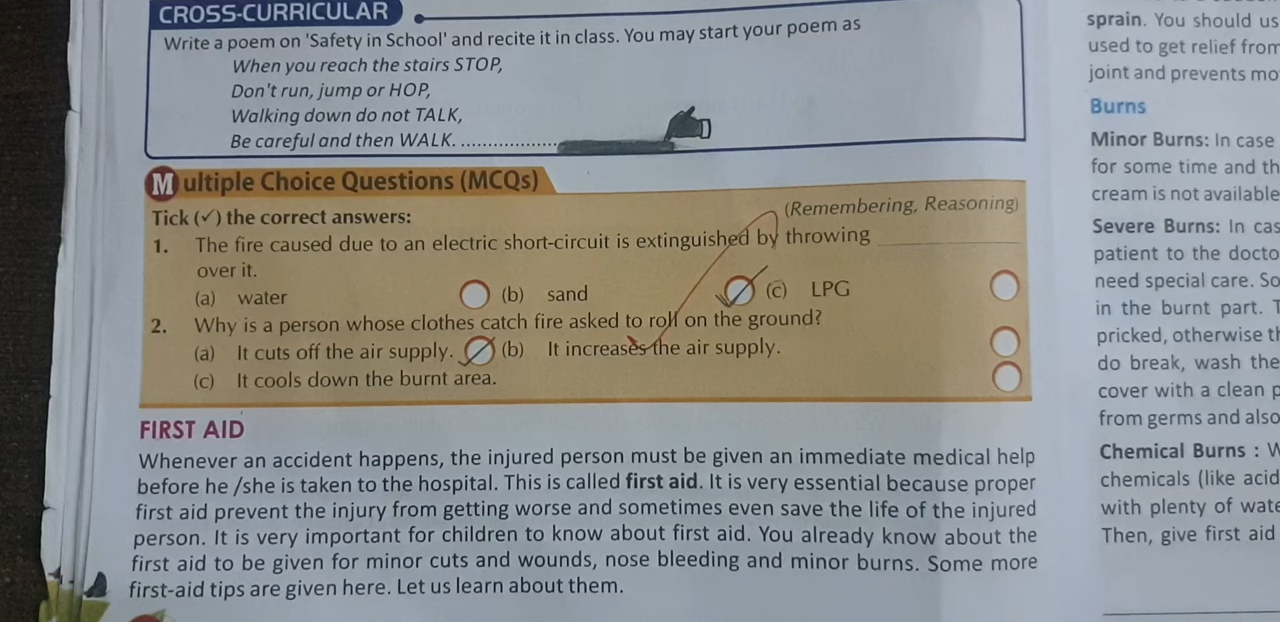 CROSS-CURRICULAR
Write a poem on 'Safety in School' and recite it in class. You may start your poem as
When you reach the stairs STOP,
Don't run, jump or HOP,
Walking down do not TALK,
Be careful and then WALK. ..................
Multiple Choice Questions (MCQs)
Tick (✓) the correct answers:
(Remembering, Reasoning)
1. The fire caused due to an electric short-circuit is extinguished by throwing ____________
over it.
(a) water (b) sand (c) LPG
2. Why is a person whose clothes catch fire asked to roll on the ground?
(a) It cuts off the air supply. (b) It increases the air supply.
(c) It cools down the burnt area.
FIRST AID
Whenever an accident happens, the injured person must be given an immediate medical help
before he /she is taken to the hospital. This is called first aid. It is very essential because proper
first aid prevent the injury from getting worse and sometimes even save the life of the injured
person. It is very important for children to know about first aid. You already know about the
first aid to be given for minor cuts and wounds, nose bleeding and minor burns. Some more
first-aid tips are given here. Let us learn about them.
sprain. You should us
used to get relief from
joint and prevents mo
Burns
Minor Burns: In case
for some time and th
cream is not available
Severe Burns: In cas
patient to the docto
need special care. So
in the burnt part. T
pricked, otherwise th
do break, wash the
cover with a clean p
from germs and also
Chemical Burns : W
chemicals (like acid
with plenty of wate
Then, give first aid